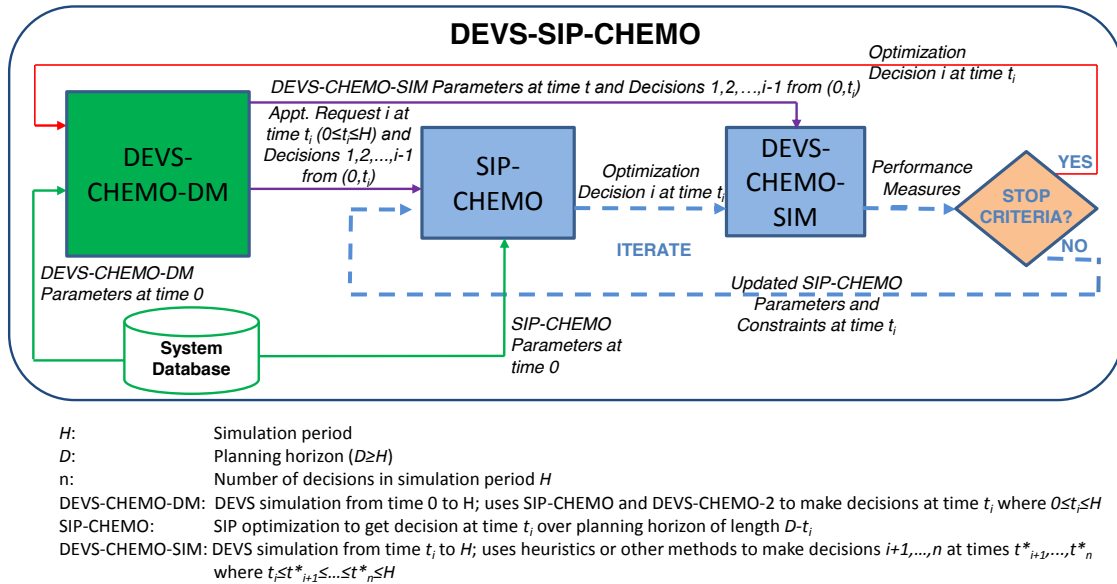 DEVS-SIP-CHEMO
Optimization
Decision i at time ti
DEVS-CHEMO-SIM Parameters at time t and Decisions 1,2,…,i-1 from (0,ti)
Appt. Request i at
time ti (0≤ti≤H) and
Decisions 1,2,...,i-1
from (0,ti)
DEVS-
CHEMO-DM
SIP-
CHEMO
Optimization
Decision i at time ti
DEVS-
CHEMO-
SIM
Performance
Measures
STOP
CRITERIA?
YES
NO
ITERATE
DEVS-CHEMO-DM
Parameters at time 0
Updated SIP-CHEMO
Parameters and
Constraints at time ti
System
Database
SIP-CHEMO
Parameters at
time 0
H: Simulation period
D: Planning horizon (D≥H)
n: Number of decisions in simulation period H
DEVS-CHEMO-DM: DEVS simulation from time 0 to H; uses SIP-CHEMO and DEVS-CHEMO-2 to make decisions at time ti where 0≤ti≤H
SIP-CHEMO: SIP optimization to get decision at time ti over planning horizon of length D-ti
DEVS-CHEMO-SIM: DEVS simulation from time ti to H; uses heuristics or other methods to make decisions i+1,...,n at times t*i+1,...,t*n
where ti≤t*i+1≤...≤t*n≤H